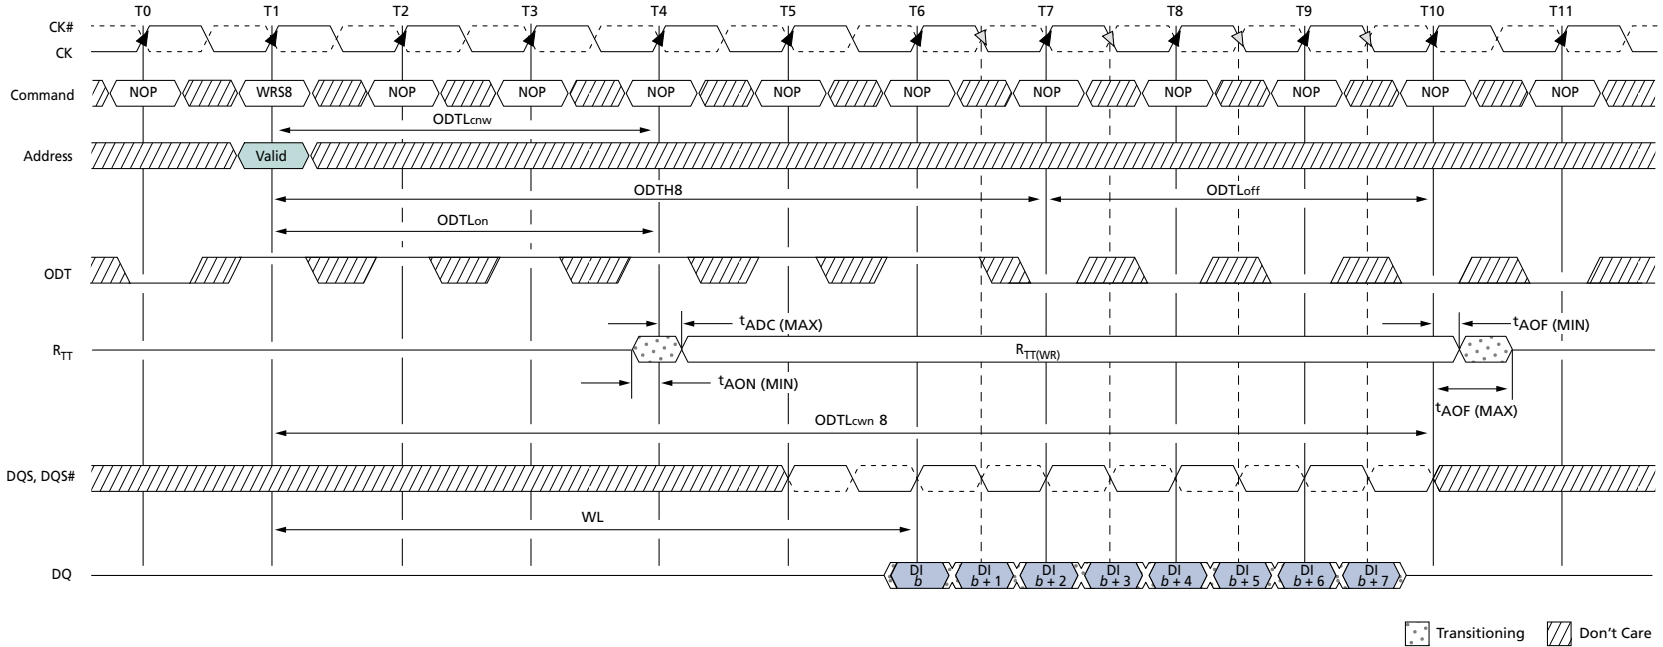 T0 T1 T2 T3 T4 T5 T6 T7 T8 T9 T10 T11
CK#
CK
Command NOP WRS8 NOP NOP NOP NOP NOP NOP NOP NOP NOP NOP
ODTLcnw
Address Valid
ODTH8 ODTLoff
ODTLon
ODT
tADC (MAX) tAOF (MIN)
RTT RTT(WR)
tAON (MIN)
tAOF (MAX)
ODTLcwn 8
DQS, DQS#
WL
DQ DI b DI b + 1 DI b + 2 DI b + 3 DI b + 4 DI b + 5 DI b + 6 DI b + 7
Transitioning Don't Care